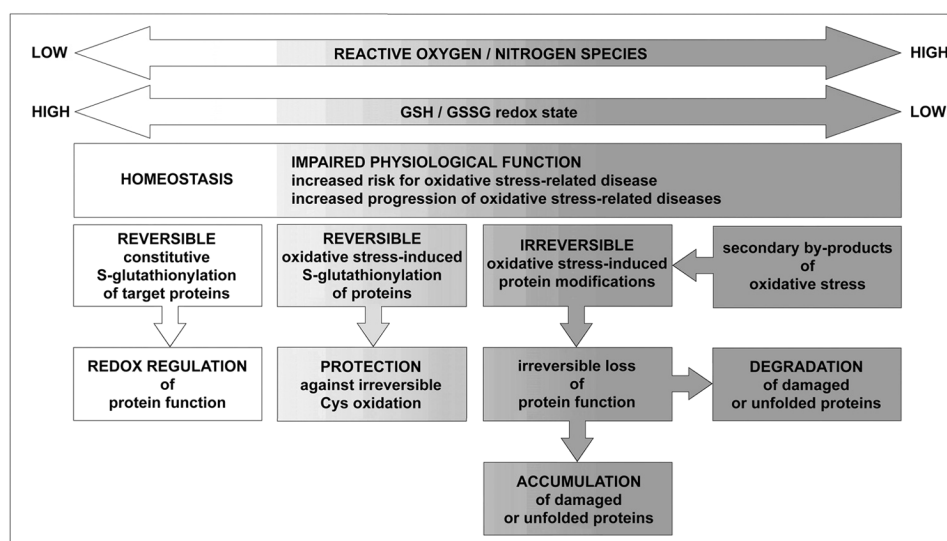 LOW
REACTIVE OXYGEN / NITROGEN SPECIES
HIGH
HIGH
GSH / GSSG redox state
LOW
HOMEOSTASIS
IMPAIRED PHYSIOLOGICAL FUNCTION
increased risk for oxidative stress-related disease
increased progression of oxidative stress-related diseases
REVERSIBLE
constitutive
S-glutathionylation
of target proteins
REVERSIBLE
oxidative stress-induced
S-glutathionylation
of proteins
IRREVERSIBLE
oxidative stress-induced
protein modifications
secondary by-products
of
oxidative stress
REDOX REGULATION
of
protein function
PROTECTION
against irreversible
Cys oxidation
irreversible loss
of
protein function
DEGRADATION
of damaged
or unfolded proteins
ACCUMULATION
of damaged
or unfolded proteins